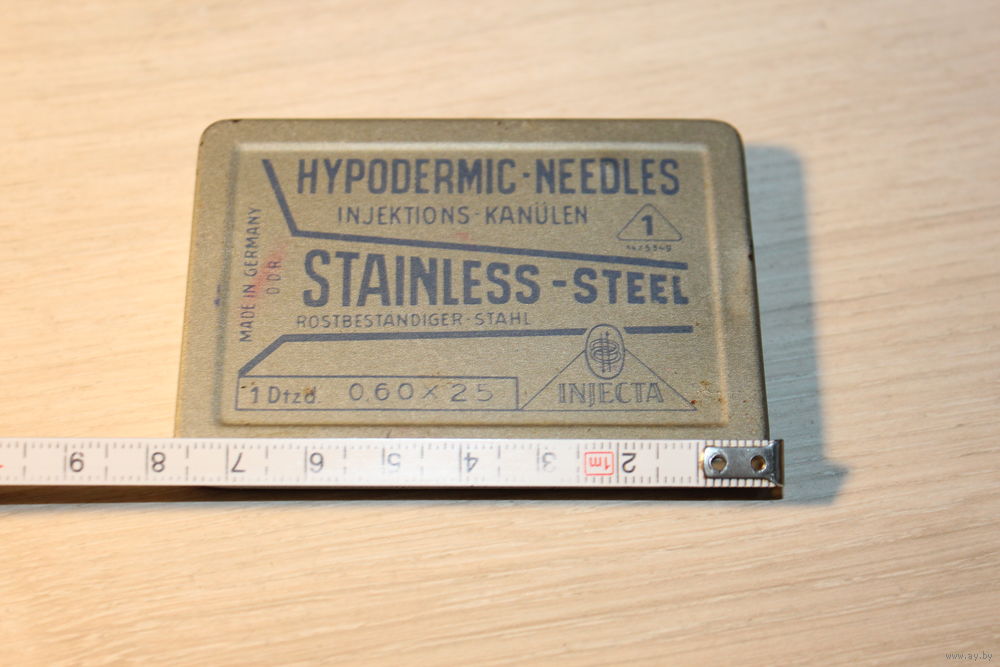 HYPODERMIC·NEEDLES
INJEKTIONS·KANÜLEN
1
STAINLESS-STEEL
ROSTBESTANDIGER·STAHL
MADE IN GERMANY
D.D.R.
1 Dtzd. 0,60 x 25
INJECTA
9 8 7 6 5 4 3 1m 2
www.ay.by